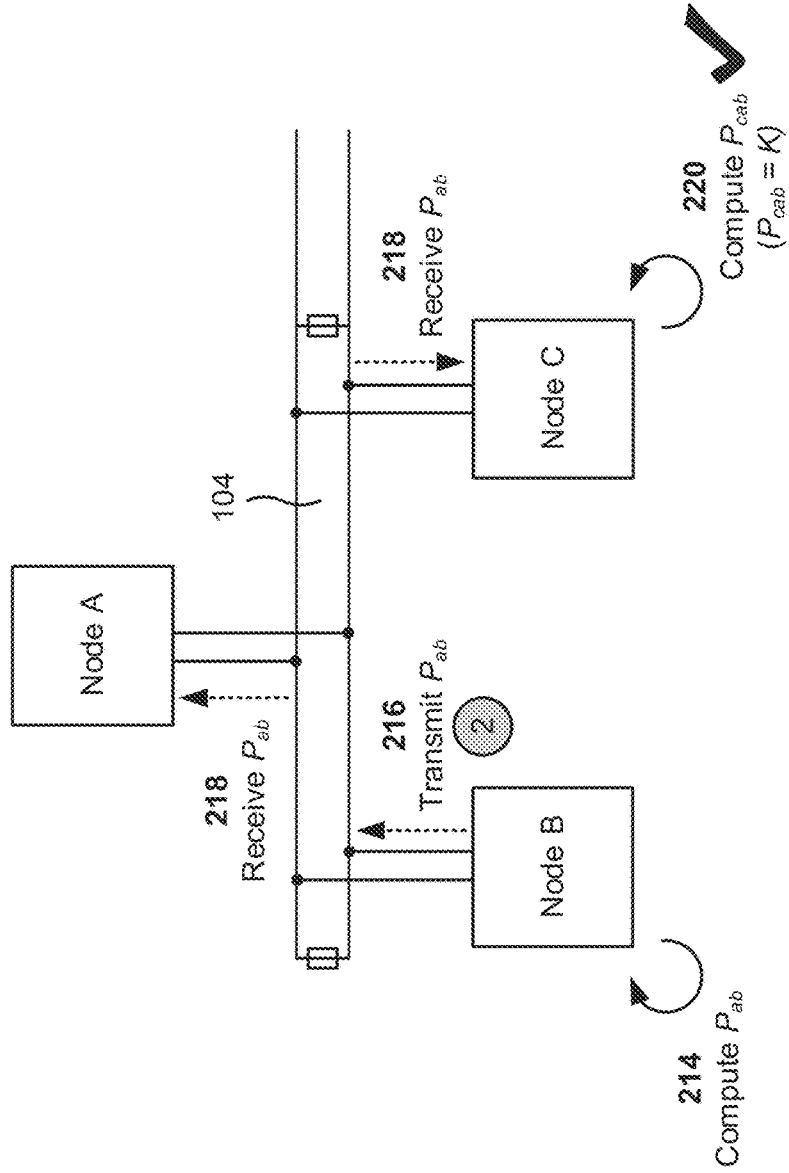 Node A
218
Receive P_ab
104
216
Transmit P_ab
2
218
Receive P_ab
Node B
Node C
214
Compute P_ab
220
Compute P_cab
(P_cab = K)